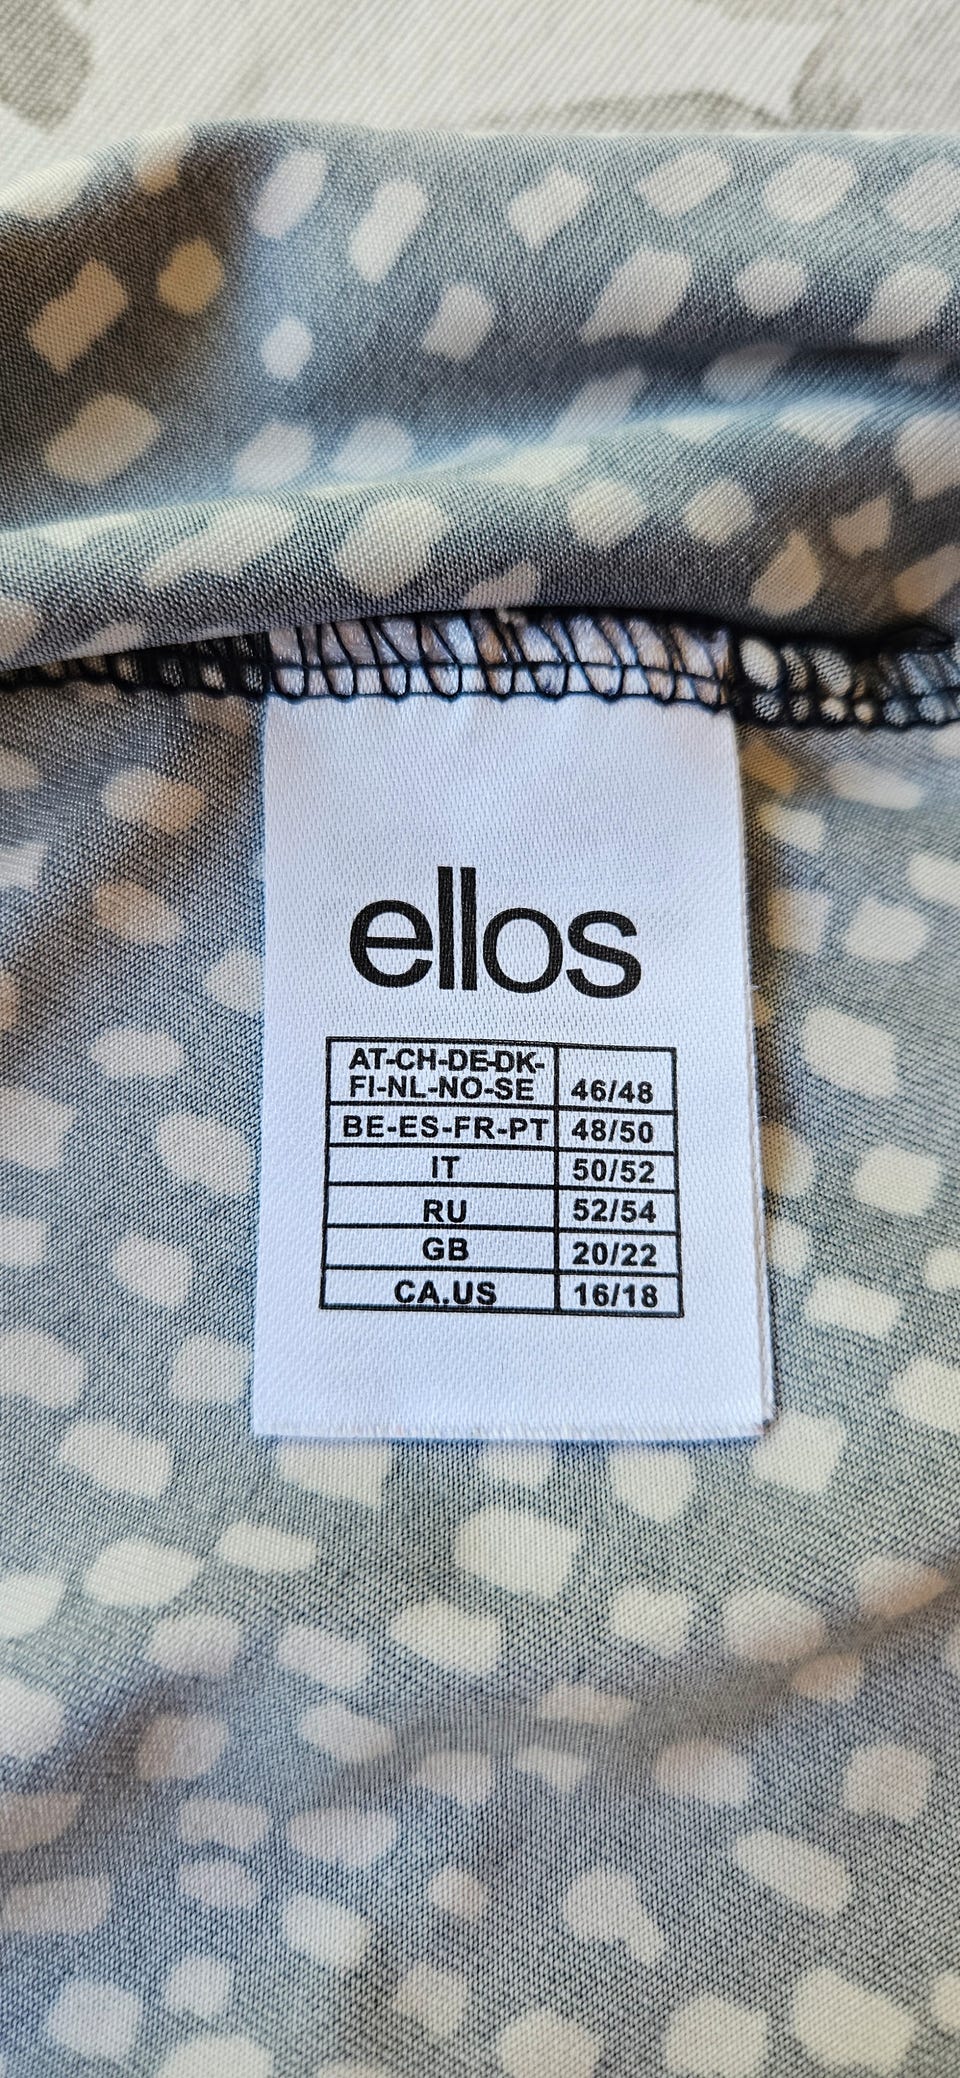 ellos
AT-CH-DE-DK-
FI-NL-NO-SE 46/48
BE-ES-FR-PT 48/50
IT 50/52
RU 52/54
GB 20/22
CA.US 16/18